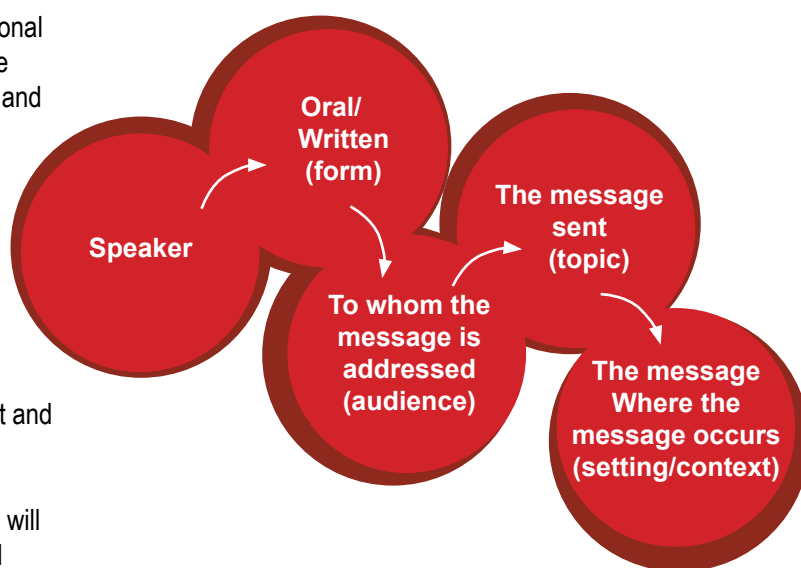 onal
e
and
t and
will
l
Speaker
Oral/
Written
(form)
To whom the
message is
addressed
(audience)
The message
sent
(topic)
The message
Where the
message occurs
(setting/context)